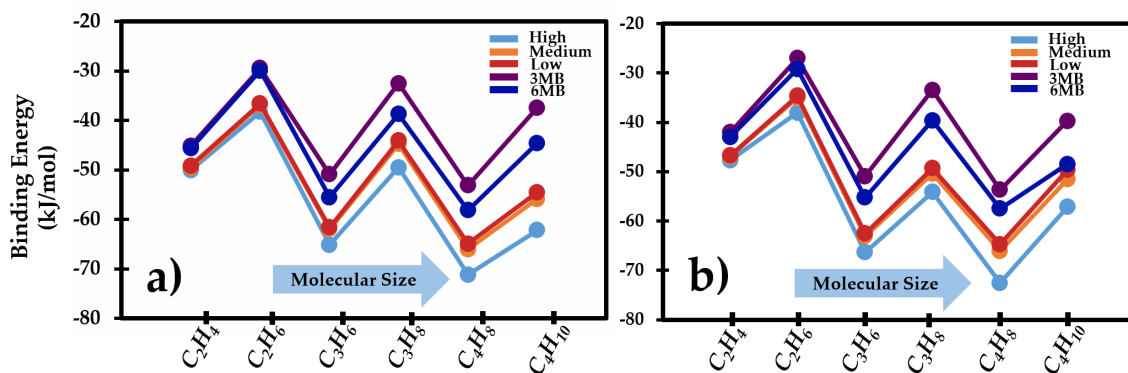 Binding Energy
(kJ/mol)
-20
-30
-40
-50
-60
-70
-80
High
Medium
Low
3MB
6MB
a)
Molecular Size
C₂H₄
C₂H₆
C₃H₆
C₃H₈
C₄H₈
C₄H₁₀
-20
-30
-40
-50
-60
-70
-80
High
Medium
Low
3MB
6MB
b)
Molecular Size
C₂H₄
C₂H₆
C₃H₆
C₃H₈
C₄H₈
C₄H₁₀